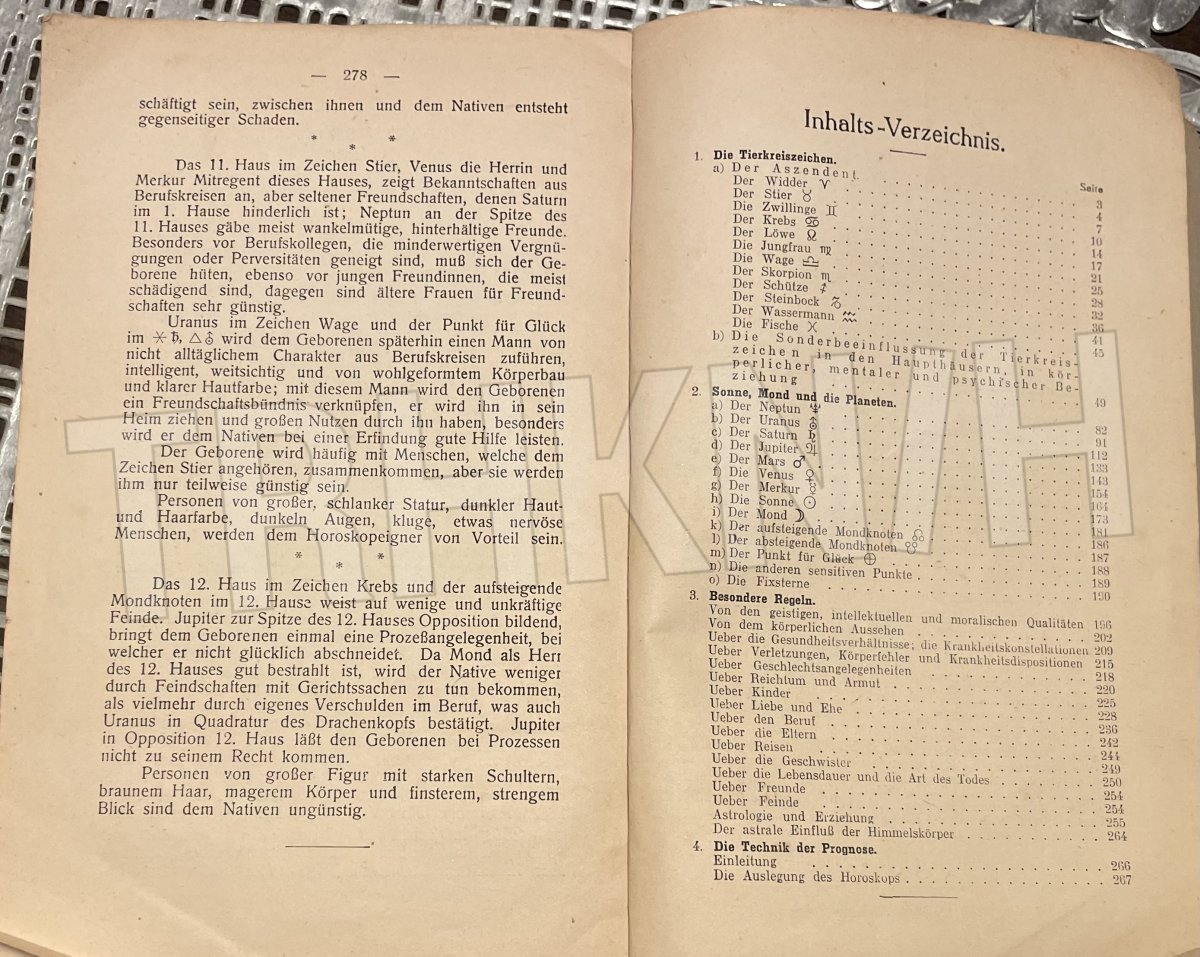 — 278 —
schäftigt sein, zwischen ihnen und dem Nativen entsteht
gegenseitiger Schaden.
* * *
Das 11. Haus im Zeichen Stier, Venus die Herrin und
Merkur Mitregent dieses Hauses, zeigt Bekanntschaften aus
Berufskreisen an, aber seltener Freundschaften, denen Saturn
im 1. Hause hinderlich ist; Neptun an der Spitze des
11. Hauses gäbe meist wankelmütige, hinterhältige Freunde.
Besonders vor Berufskollegen, die minderwertigen Vergnü-
gungen oder Perversitäten geneigt sind, muß sich der Ge-
borene hüten, ebenso vor jungen Freundinnen, die meist
schädigend sind, dagegen sind ältere Frauen für Freund-
schaften sehr günstig.
Uranus im Zeichen Wage und der Punkt für Glück
im ⚹ ♄, △ ⛢ wird dem Geborenen späterhin einen Mann von
nicht alltäglichem Charakter aus Berufskreisen zuführen,
intelligent, weitsichtig und von wohlgeformtem Körperbau
und klarer Hautfarbe; mit diesem Mann wird den Geborenen
ein Freundschaftsbündnis verknüpfen, er wird ihn in sein
Heim ziehen und großen Nutzen durch ihn haben, besonders
wird er dem Nativen bei einer Erfindung gute Hilfe leisten.
Der Geborene wird häufig mit Menschen, welche dem
Zeichen Stier angehören, zusammenkommen, aber sie werden
ihm nur teilweise günstig sein.
Personen von großer, schlanker Statur, dunkler Haut-
und Haarfarbe, dunkeln Augen, kluge, etwas nervöse
Menschen, werden dem Horoskopeigner von Vorteil sein.
* * *
Das 12. Haus im Zeichen Krebs und der aufsteigende
Mondknoten im 12. Hause weist auf wenige und unkräftige
Feinde. Jupiter zur Spitze des 12. Hauses Opposition bildend,
bringt dem Geborenen einmal eine Prozeßangelegenheit, bei
welcher er nicht glücklich abschneidet. Da Mond als Herr
des 12. Hauses gut bestrahlt ist, wird der Native weniger
durch Feindschaften mit Gerichtssachen zu tun bekommen,
als vielmehr durch eigenes Verschulden im Beruf, was auch
Uranus in Quadratur des Drachenkopfs bestätigt. Jupiter
in Opposition 12. Haus läßt den Geborenen bei Prozessen
nicht zu seinem Recht kommen.
Personen von großer Figur mit starken Schultern,
braunem Haar, magerem Körper und finsterem, strengem
Blick sind dem Nativen ungünstig.
Inhalts-Verzeichnis.
1. Die Tierkreiszeichen.
Seite
a) Der Aszendent 3
Der Widder ♈ 4
Der Stier ♉ 7
Die Zwillinge ♊ 10
Der Krebs ♋ 14
Der Löwe ♌ 17
Die Jungfrau ♍ 21
Die Wage ♎ 25
Der Skorpion ♏ 28
Der Schütze ♐ 32
Der Steinbock ♑ 36
Der Wassermann ♒ 41
Die Fische ♓ 45
b) Die Sonderbeeinflussung der Tierkreis-
zeichen in den Haupthäusern, in kör-
perlicher, mentaler und psychischer Be-
ziehung 49
2. Sonne, Mond und die Planeten.
a) Der Neptun ♆ 82
b) Der Uranus ⛢ 91
c) Der Saturn ♄ 112
d) Der Jupiter ♃ 133
e) Der Mars ♂ 143
f) Die Venus ♀ 154
g) Der Merkur ☿ 164
h) Die Sonne ☉ 173
i) Der Mond ☽ 181
k) Der aufsteigende Mondknoten ☊ 186
l) Der absteigende Mondknoten ☋ 187
m) Der Punkt für Glück ⊕ 188
n) Die anderen sensitiven Punkte 189
o) Die Fixsterne 190
3. Besondere Regeln.
Von den geistigen, intellektuellen und moralischen Qualitäten 196
Von dem körperlichen Aussehen 202
Ueber die Gesundheitsverhältnisse; die Krankheitskonstellationen 209
Ueber Verletzungen, Körperfehler und Krankheitsdispositionen 215
Ueber Geschlechtsangelegenheiten 218
Ueber Reichtum und Armut 220
Ueber Kinder 225
Ueber Liebe und Ehe 228
Ueber den Beruf 236
Ueber die Eltern 242
Ueber Reisen 244
Ueber die Geschwister 249
Ueber die Lebensdauer und die Art des Todes 250
Ueber Freunde 254
Ueber Feinde 254
Astrologie und Erziehung 255
Der astrale Einfluß der Himmelskörper 264
4. Die Technik der Prognose.
Einleitung 266
Die Auslegung des Horoskops 267
TRHKNVH